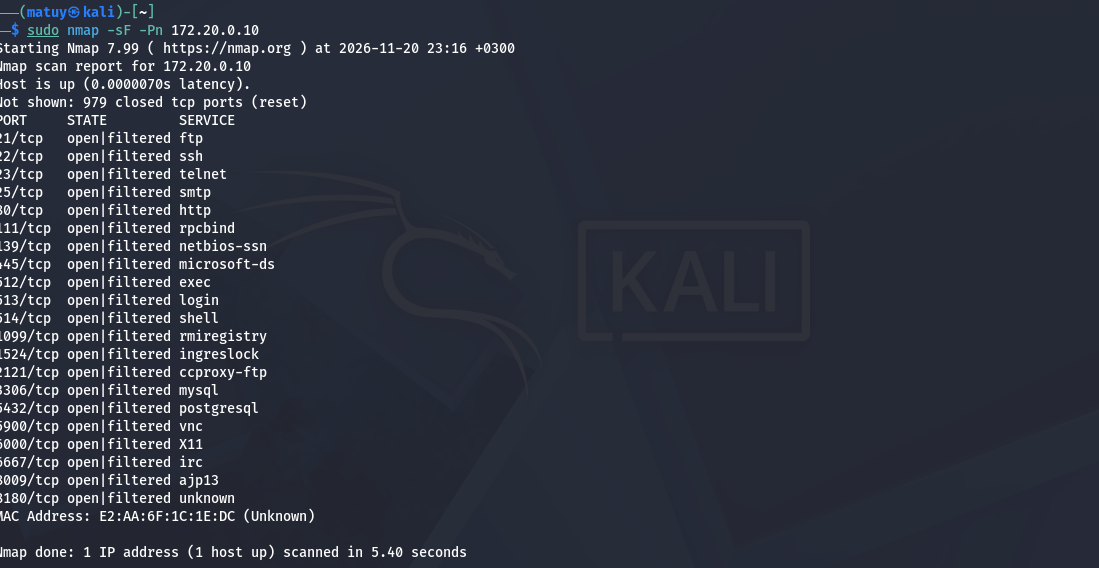 ──(matuy㉿kali)-[~]
─$ sudo nmap -sF -Pn 172.20.0.10
Starting Nmap 7.99 ( https://nmap.org ) at 2026-11-20 23:16 +0300
Nmap scan report for 172.20.0.10
Host is up (0.0000070s latency).
Not shown: 979 closed tcp ports (reset)
PORT     STATE         SERVICE
21/tcp   open|filtered ftp
22/tcp   open|filtered ssh
23/tcp   open|filtered telnet
25/tcp   open|filtered smtp
80/tcp   open|filtered http
111/tcp  open|filtered rpcbind
139/tcp  open|filtered netbios-ssn
445/tcp  open|filtered microsoft-ds
512/tcp  open|filtered exec
513/tcp  open|filtered login
514/tcp  open|filtered shell
1099/tcp open|filtered rmiregistry
1524/tcp open|filtered ingreslock
2121/tcp open|filtered ccproxy-ftp
3306/tcp open|filtered mysql
5432/tcp open|filtered postgresql
5900/tcp open|filtered vnc
6000/tcp open|filtered X11
6667/tcp open|filtered irc
8009/tcp open|filtered ajp13
8180/tcp open|filtered unknown
MAC Address: E2:AA:6F:1C:1E:DC (Unknown)
Nmap done: 1 IP address (1 host up) scanned in 5.40 seconds
KALI